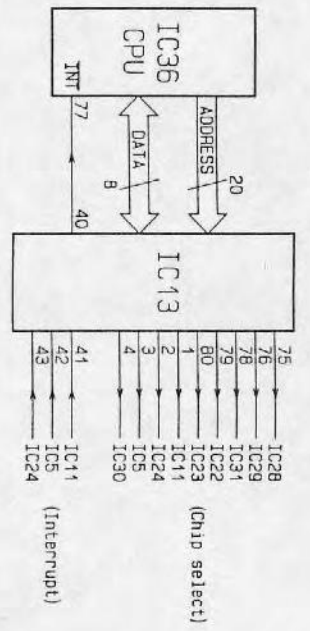 IC36
CPU
INT
77
ADDRESS
20
DATA
8
40
IC13
75 IC28
76 IC29
78 IC31
79 IC22
80 IC23
1 IC11
2 IC24
3 IC5
4 IC30
(Chip select)
41 IC11
42 IC5
43 IC24
(Interrupt)